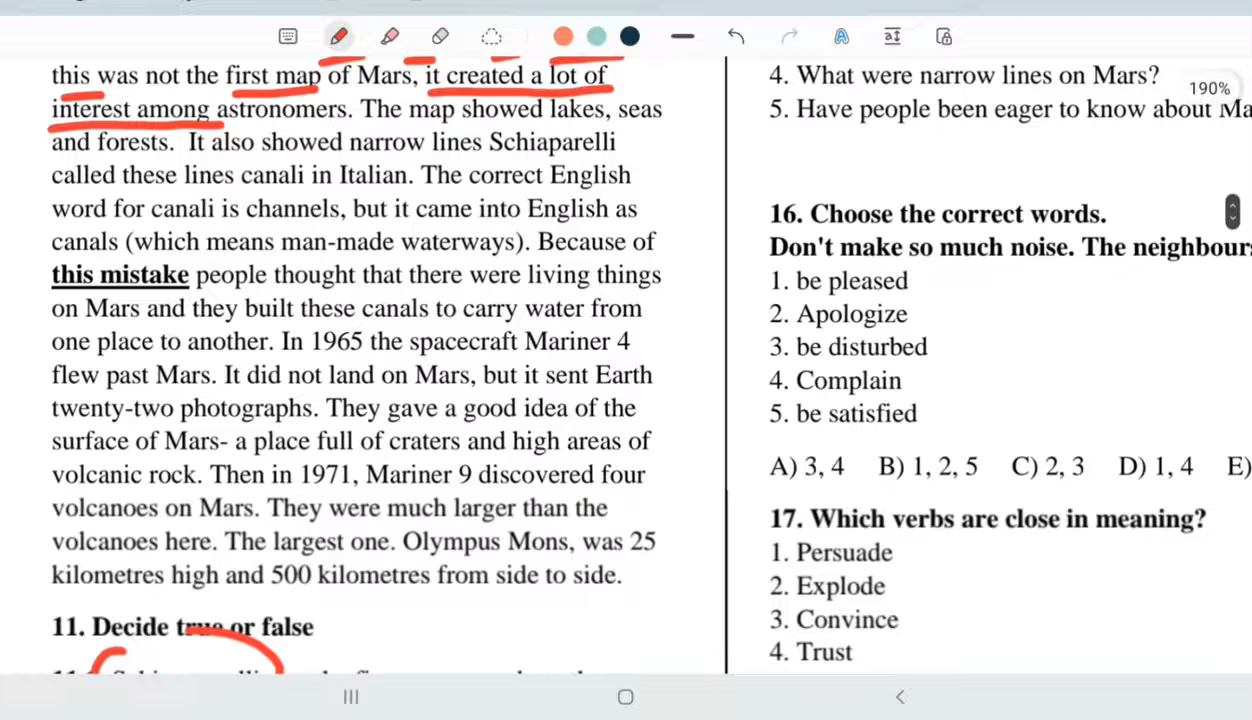 190%
this was not the first map of Mars, it created a lot of
interest among astronomers. The map showed lakes, seas
and forests. It also showed narrow lines Schiaparelli
called these lines canali in Italian. The correct English
word for canali is channels, but it came into English as
canals (which means man-made waterways). Because of
this mistake people thought that there were living things
on Mars and they built these canals to carry water from
one place to another. In 1965 the spacecraft Mariner 4
flew past Mars. It did not land on Mars, but it sent Earth
twenty-two photographs. They gave a good idea of the
surface of Mars- a place full of craters and high areas of
volcanic rock. Then in 1971, Mariner 9 discovered four
volcanoes on Mars. They were much larger than the
volcanoes here. The largest one. Olympus Mons, was 25
kilometres high and 500 kilometres from side to side.
11. Decide true or false
4. What were narrow lines on Mars?
5. Have people been eager to know about Ma
16. Choose the correct words.
Don't make so much noise. The neighbour
1. be pleased
2. Apologize
3. be disturbed
4. Complain
5. be satisfied
A) 3, 4 B) 1, 2, 5 C) 2, 3 D) 1, 4 E)
17. Which verbs are close in meaning?
1. Persuade
2. Explode
3. Convince
4. Trust